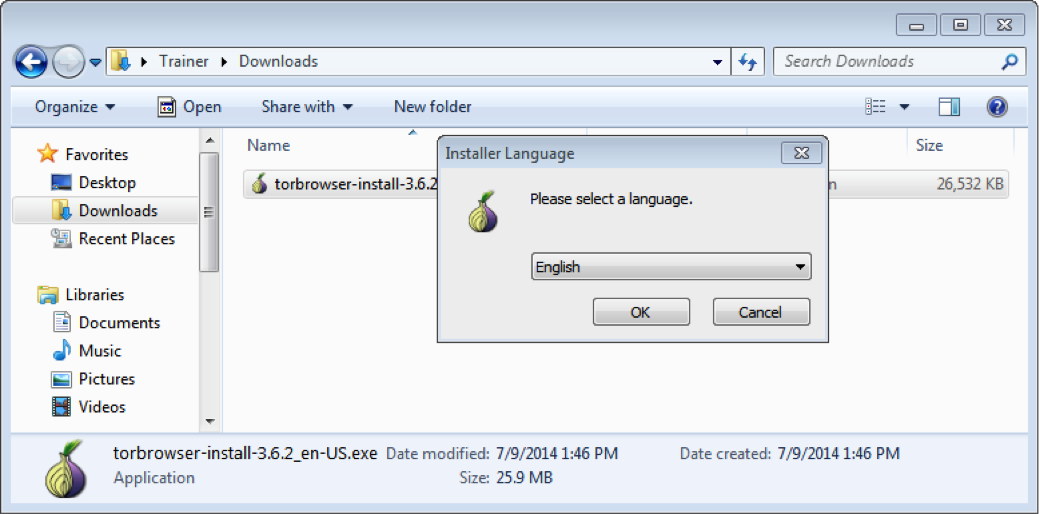 Trainer Downloads
Search Downloads
Organize Open Share with New folder
Name Size
Favorites
Desktop
Downloads
Recent Places
Libraries
Documents
Music
Pictures
Videos
torbrowser-install-3.6.2
n 26,532 KB
Installer Language
Please select a language.
English
OK Cancel
torbrowser-install-3.6.2_en-US.exe Date modified: 7/9/2014 1:46 PM Date created: 7/9/2014 1:46 PM
Application Size: 25.9 MB